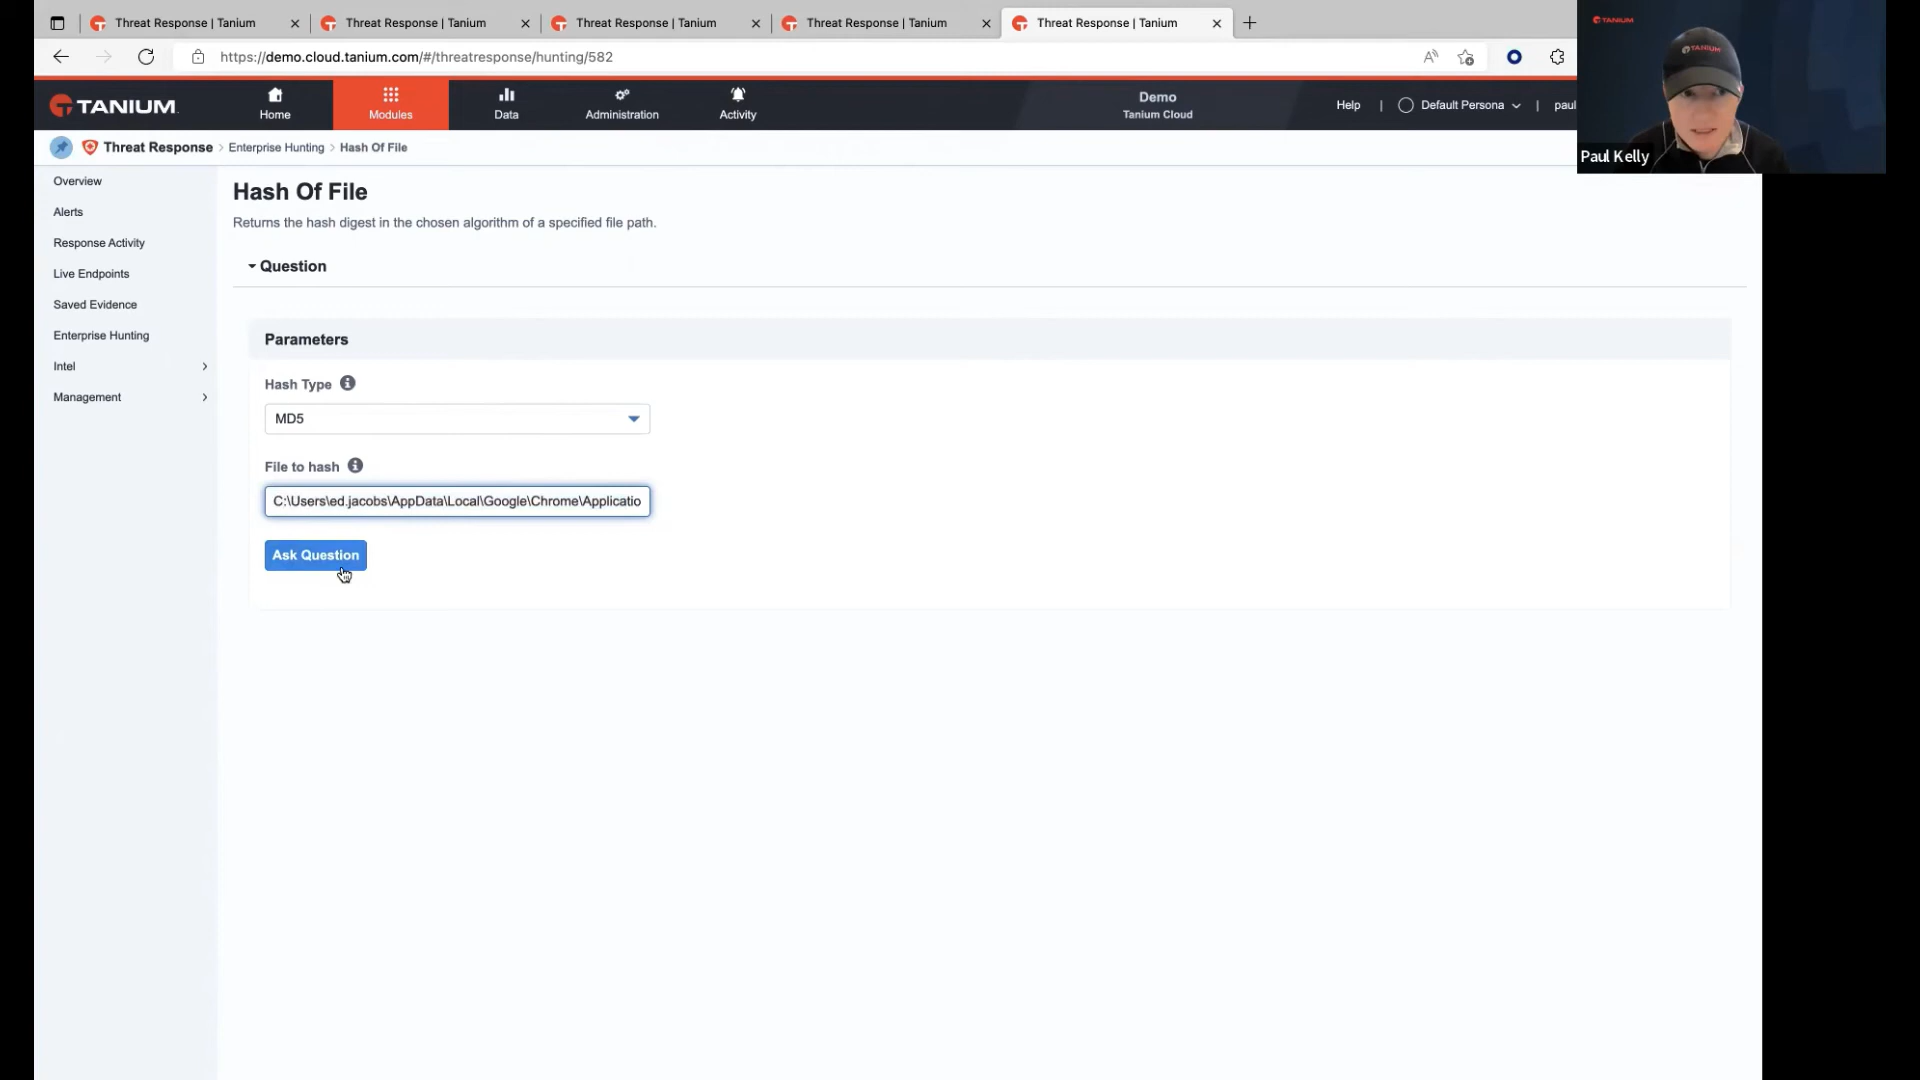 Threat Response | Tanium
Threat Response | Tanium
Threat Response | Tanium
Threat Response | Tanium
Threat Response | Tanium
https://demo.cloud.tanium.com/#/threatresponse/hunting/582
TANIUM
Home
Modules
Data
Administration
Activity
Demo
Tanium Cloud
Help
Default Persona
paul
TANIUM
TANIUM
Paul Kelly
Threat Response > Enterprise Hunting > Hash Of File
Overview
Alerts
Response Activity
Live Endpoints
Saved Evidence
Enterprise Hunting
Intel
Management
Hash Of File
Returns the hash digest in the chosen algorithm of a specified file path.
Question
Parameters
Hash Type
MD5
File to hash
C:\Users\ed.jacobs\AppData\Local\Google\Chrome\Applicatio
Ask Question